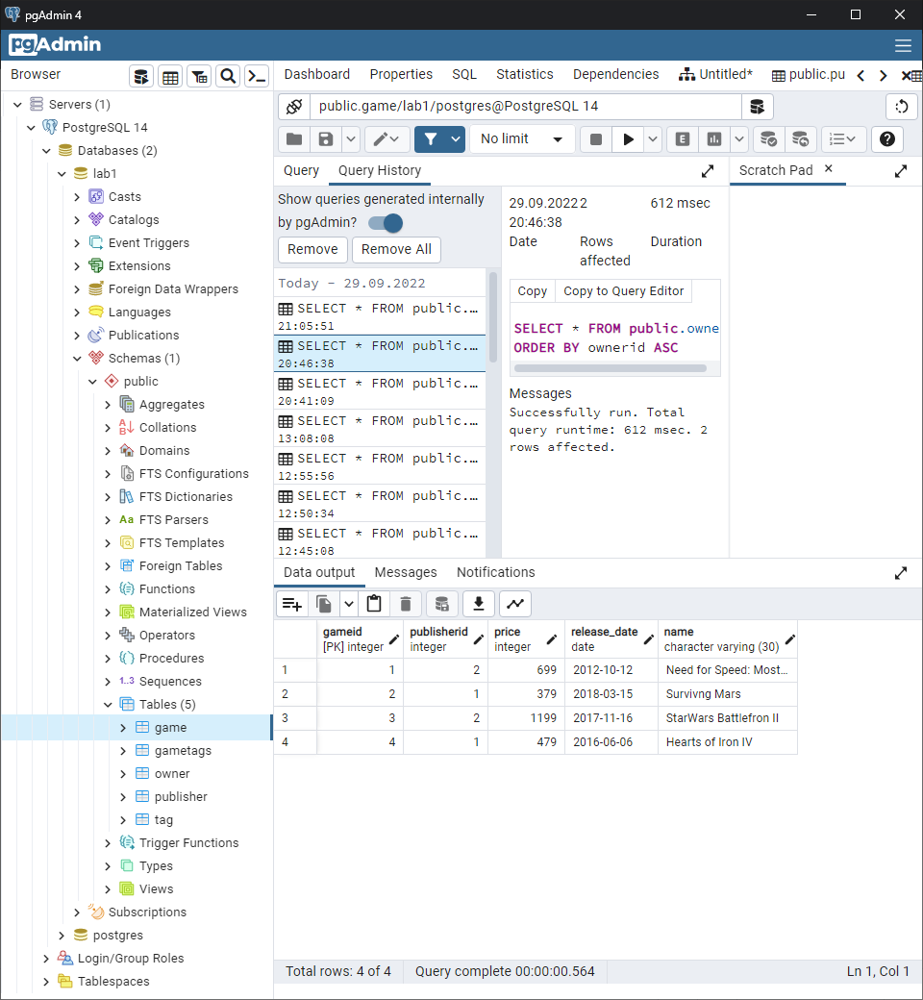 pgAdmin 4
pgAdmin
Browser
Servers (1)
PostgreSQL 14
Databases (2)
lab1
Casts
Catalogs
Event Triggers
Extensions
Foreign Data Wrappers
Languages
Publications
Schemas (1)
public
Aggregates
Collations
Domains
FTS Configurations
FTS Dictionaries
Aa FTS Parsers
FTS Templates
Foreign Tables
Functions
Materialized Views
Operators
Procedures
1..3 Sequences
Tables (5)
game
gametags
owner
publisher
tag
Trigger Functions
Types
Views
Subscriptions
postgres
Login/Group Roles
Tablespaces
Dashboard Properties SQL Statistics Dependencies Untitled* public.pu
public.game/lab1/postgres@PostgreSQL 14
No limit E
Query Query History
Show queries generated internally
by pgAdmin?
Remove Remove All
Today - 29.09.2022
SELECT * FROM public.…
21:05:51
SELECT * FROM public.…
20:46:38
SELECT * FROM public.…
20:41:09
SELECT * FROM public.…
13:08:08
SELECT * FROM public.…
12:55:56
SELECT * FROM public.…
12:50:34
SELECT * FROM public.…
12:45:08
29.09.2022 2 612 msec
20:46:38
Date Rows Duration
affected
Copy Copy to Query Editor
SELECT * FROM public.owne
ORDER BY ownerid ASC
Messages
Successfully run. Total
query runtime: 612 msec. 2
rows affected.
Scratch Pad
Data output Messages Notifications
gameid publisherid price release_date name
[PK] integer integer integer date character varying (30)
1 1 2 699 2012-10-12 Need for Speed: Most…
2 2 1 379 2018-03-15 Survivng Mars
3 3 2 1199 2017-11-16 StarWars Battlefron II
4 4 1 479 2016-06-06 Hearts of Iron IV
Total rows: 4 of 4 Query complete 00:00:00.564 Ln 1, Col 1